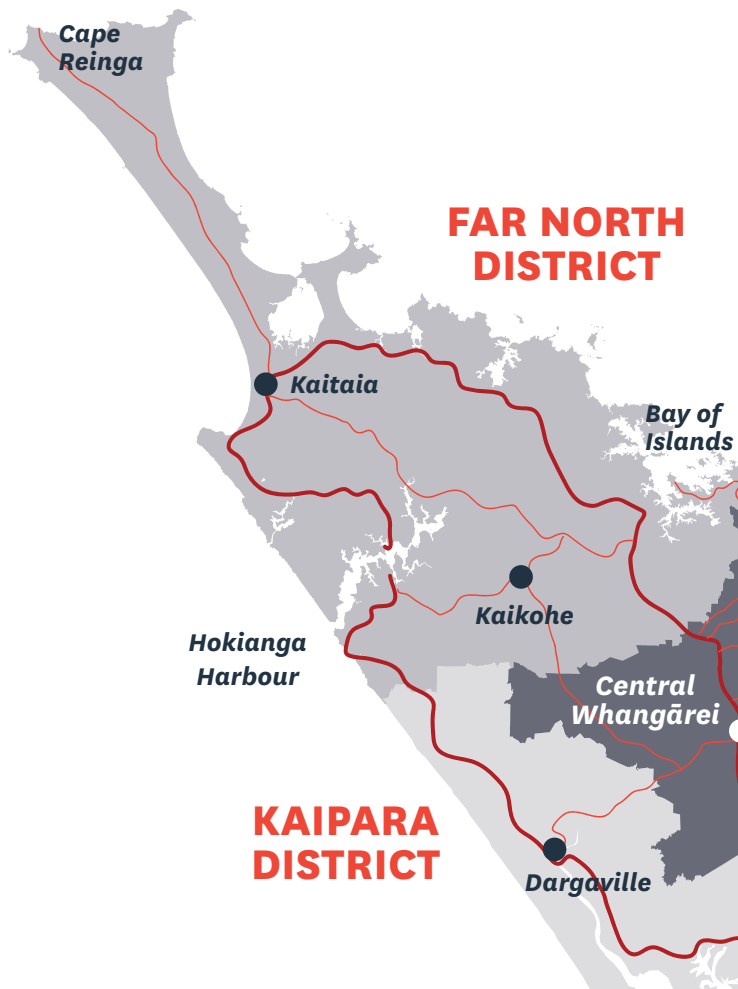 Cape
Reinga
FAR NORTH
DISTRICT
Kaitaia
Bay of
Islands
Kaikohe
Hokianga
Harbour
Central
Whangārei
KAIPARA
DISTRICT
Dargaville